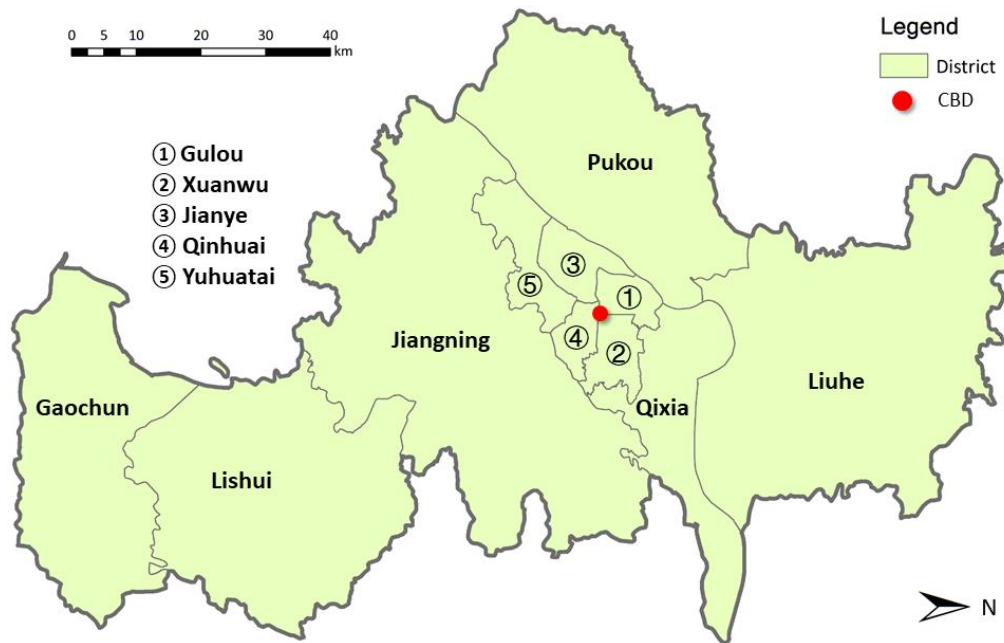 0 5 10 20 30 40
km
Legend
District
CBD
① Gulou
② Xuanwu
③ Jianye
④ Qinhuai
⑤ Yuhuatai
Pukou
③
⑤
①
④
②
Jiangning
Liuhe
Gaochun
Qixia
Lishui
N